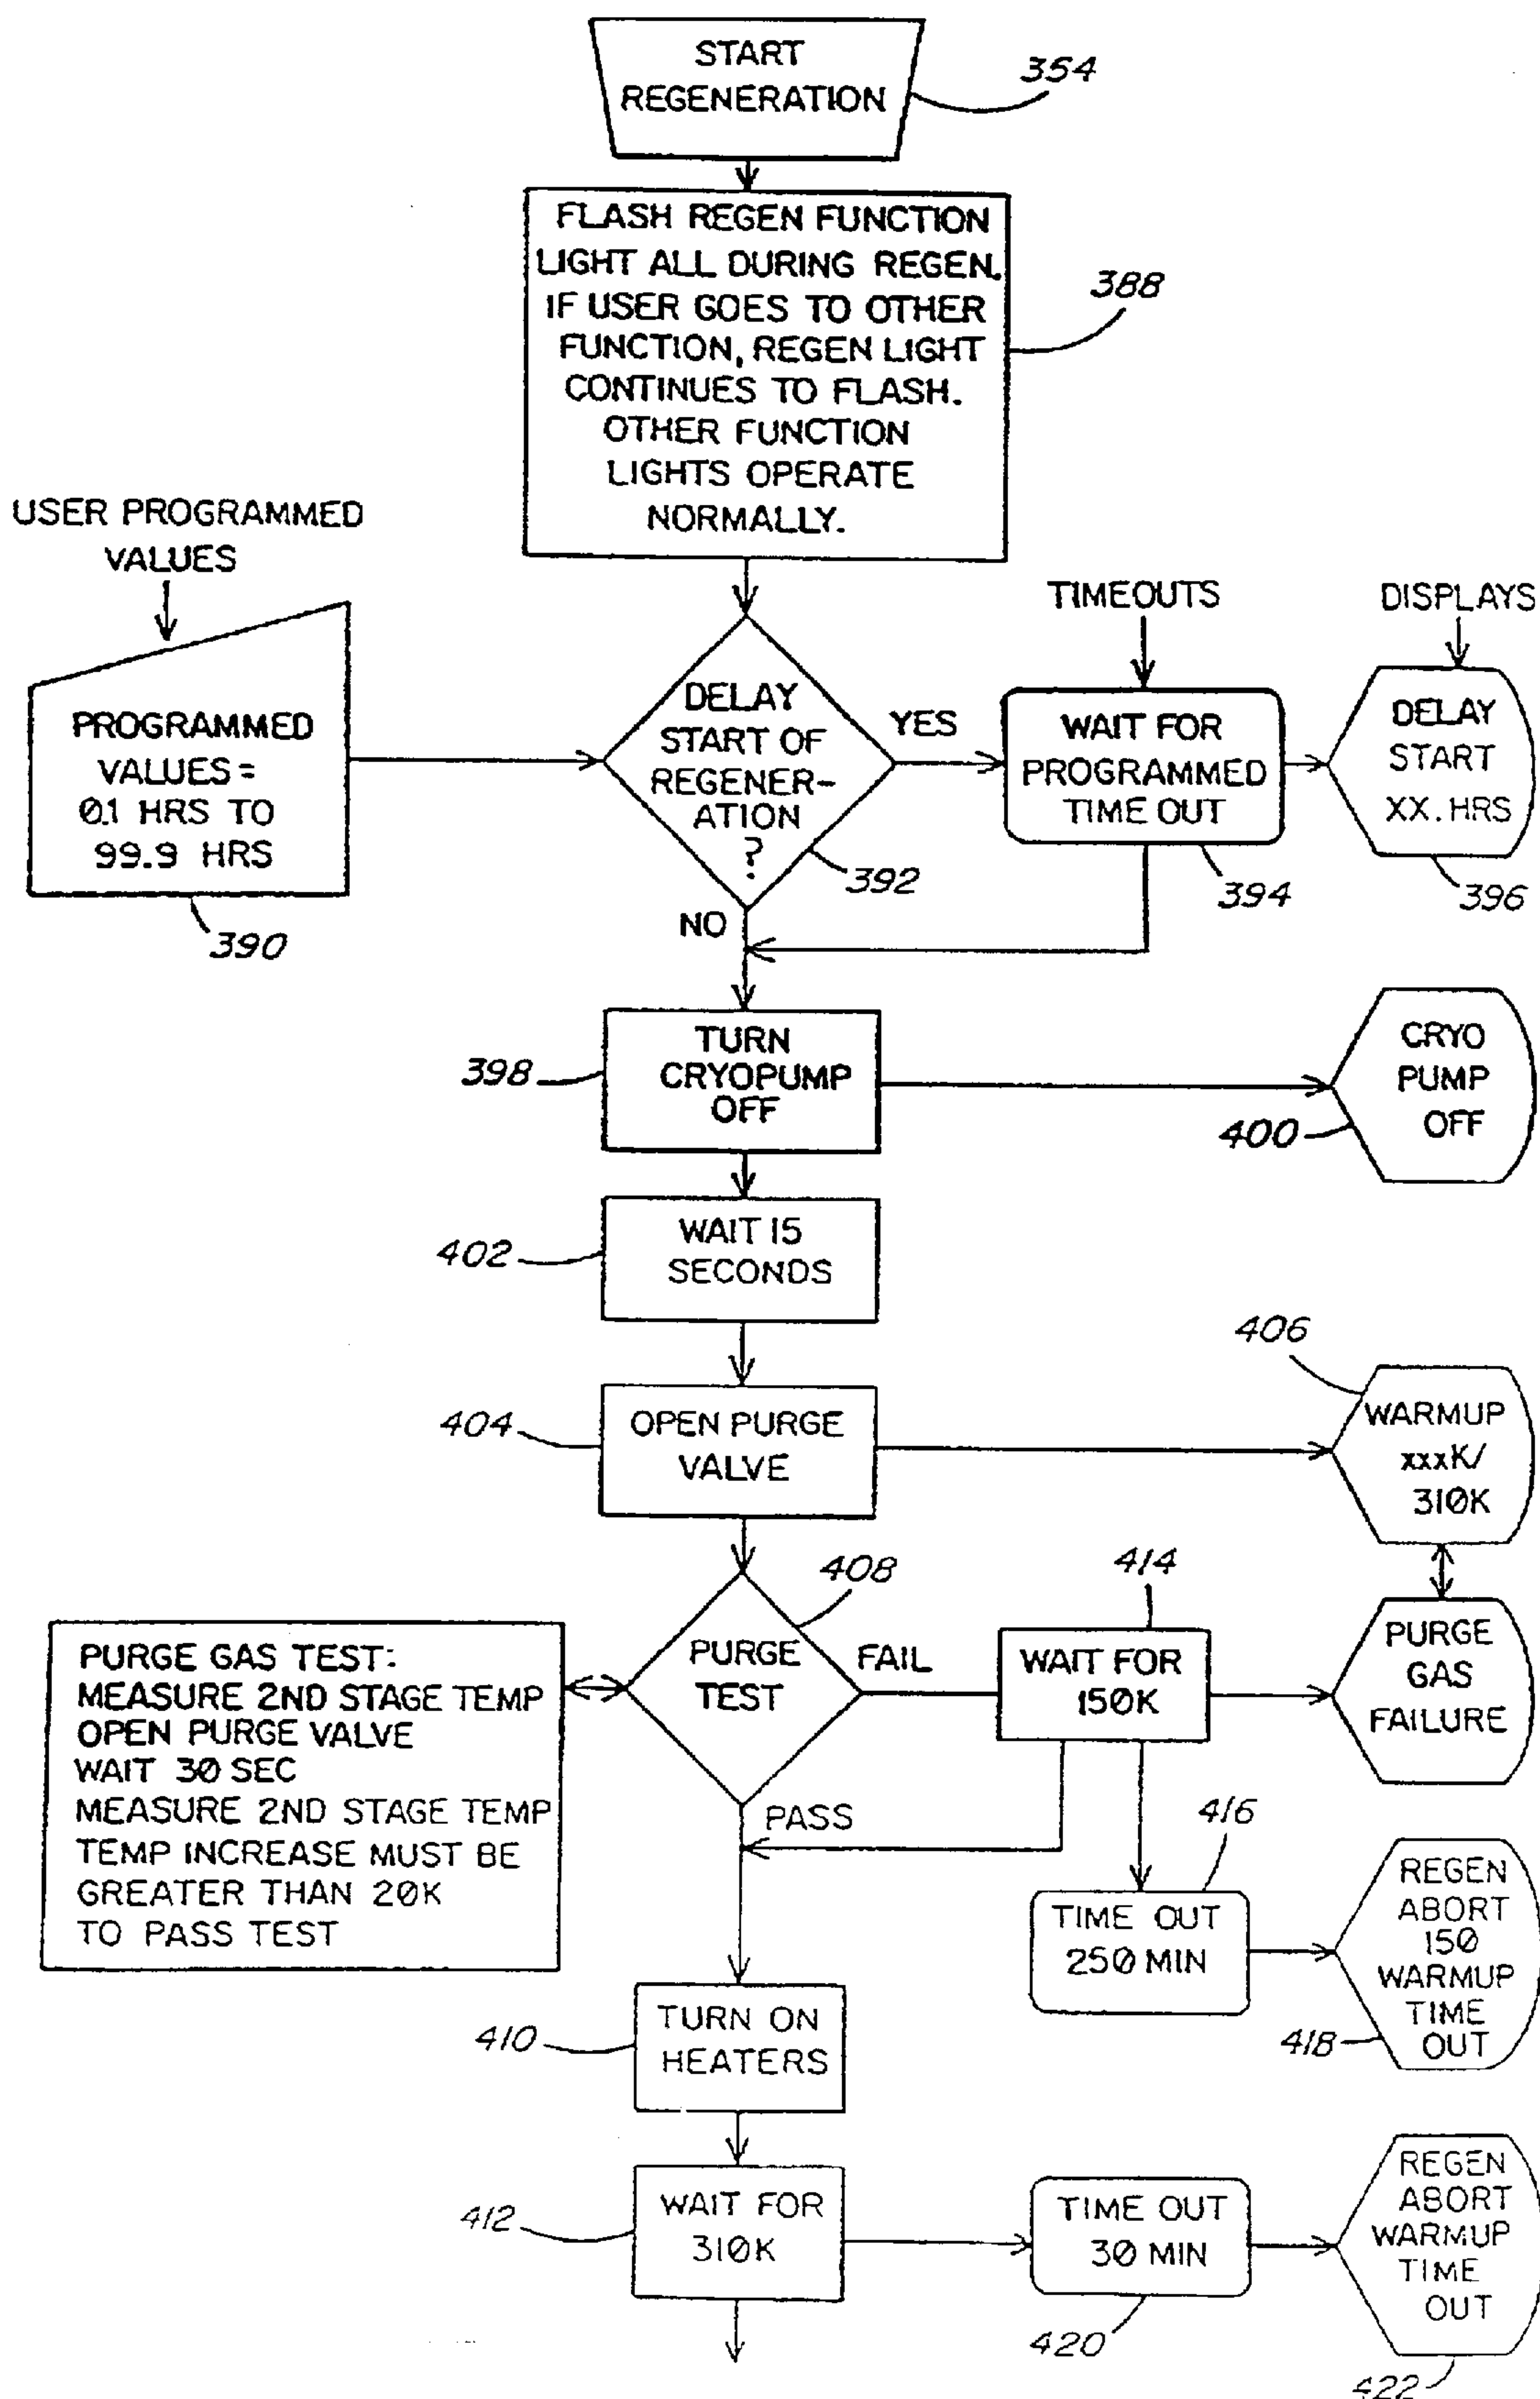 START
REGENERATION
354
FLASH REGEN FUNCTION
LIGHT ALL DURING REGEN.
IF USER GOES TO OTHER
FUNCTION, REGEN LIGHT
CONTINUES TO FLASH.
OTHER FUNCTION
LIGHTS OPERATE
NORMALLY.
388
USER PROGRAMMED
VALUES
PROGRAMMED
VALUES =
0.1 HRS TO
99.9 HRS
390
DELAY
START OF
REGENER-
ATION
?
392
YES
NO
TIMEOUTS
WAIT FOR
PROGRAMMED
TIME OUT
394
DISPLAYS
DELAY
START
XX. HRS
396
TURN
CRYOPUMP
OFF
398
CRYO
PUMP
OFF
400
WAIT 15
SECONDS
402
OPEN PURGE
VALVE
404
406
WARMUP
xxxK/
310K
PURGE GAS TEST:
MEASURE 2ND STAGE TEMP
OPEN PURGE VALVE
WAIT 30 SEC
MEASURE 2ND STAGE TEMP
TEMP INCREASE MUST BE
GREATER THAN 20K
TO PASS TEST
PURGE
TEST
408
FAIL
PASS
414
WAIT FOR
150K
PURGE
GAS
FAILURE
416
TIME OUT
250 MIN
REGEN
ABORT
150
WARMUP
TIME
OUT
418
TURN ON
HEATERS
410
WAIT FOR
310K
412
TIME OUT
30 MIN
420
REGEN
ABORT
WARMUP
TIME
OUT
422